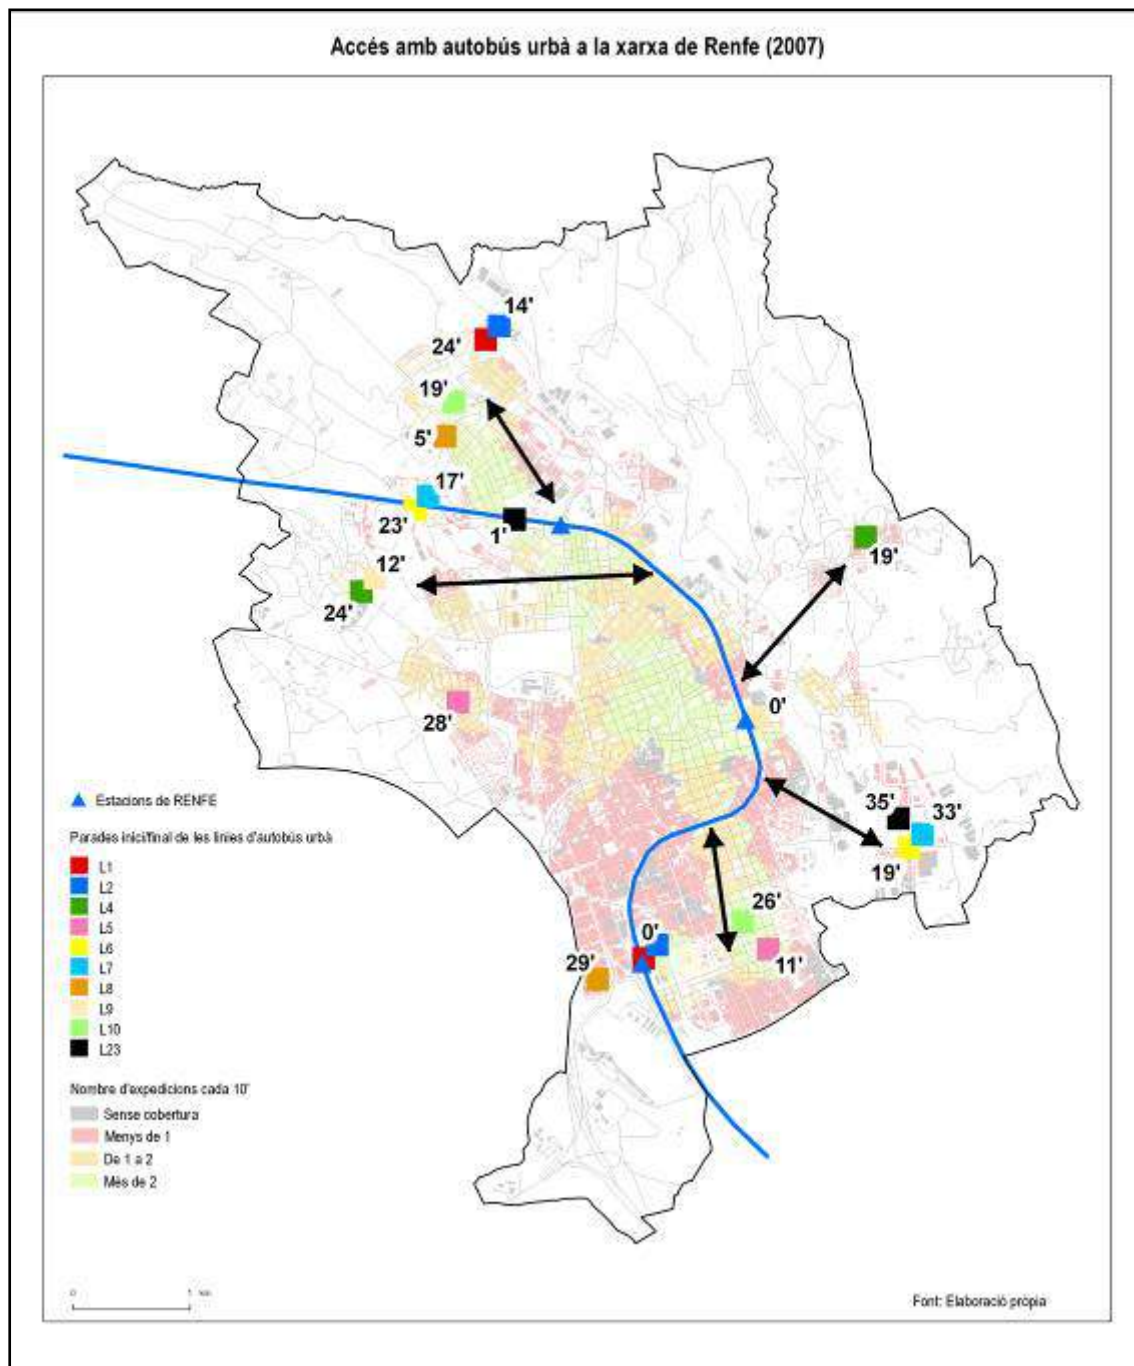 Accés amb autobús urbà a la xarxa de Renfe (2007)
14'
24'
19'
5'
17'
23'
1'
12'
24'
19'
28'
0'
35'
33'
19'
26'
0'
11'
29'
Estacions de RENFE
Parades inici/final de les línies d'autobús urbà
L1
L2
L4
L5
L6
L7
L8
L9
L10
L23
Nombre d'expedicions cada 10'
Sense cobertura
Menys de 1
De 1 a 2
Més de 2
0 1 km
Font: Elaboració pròpia